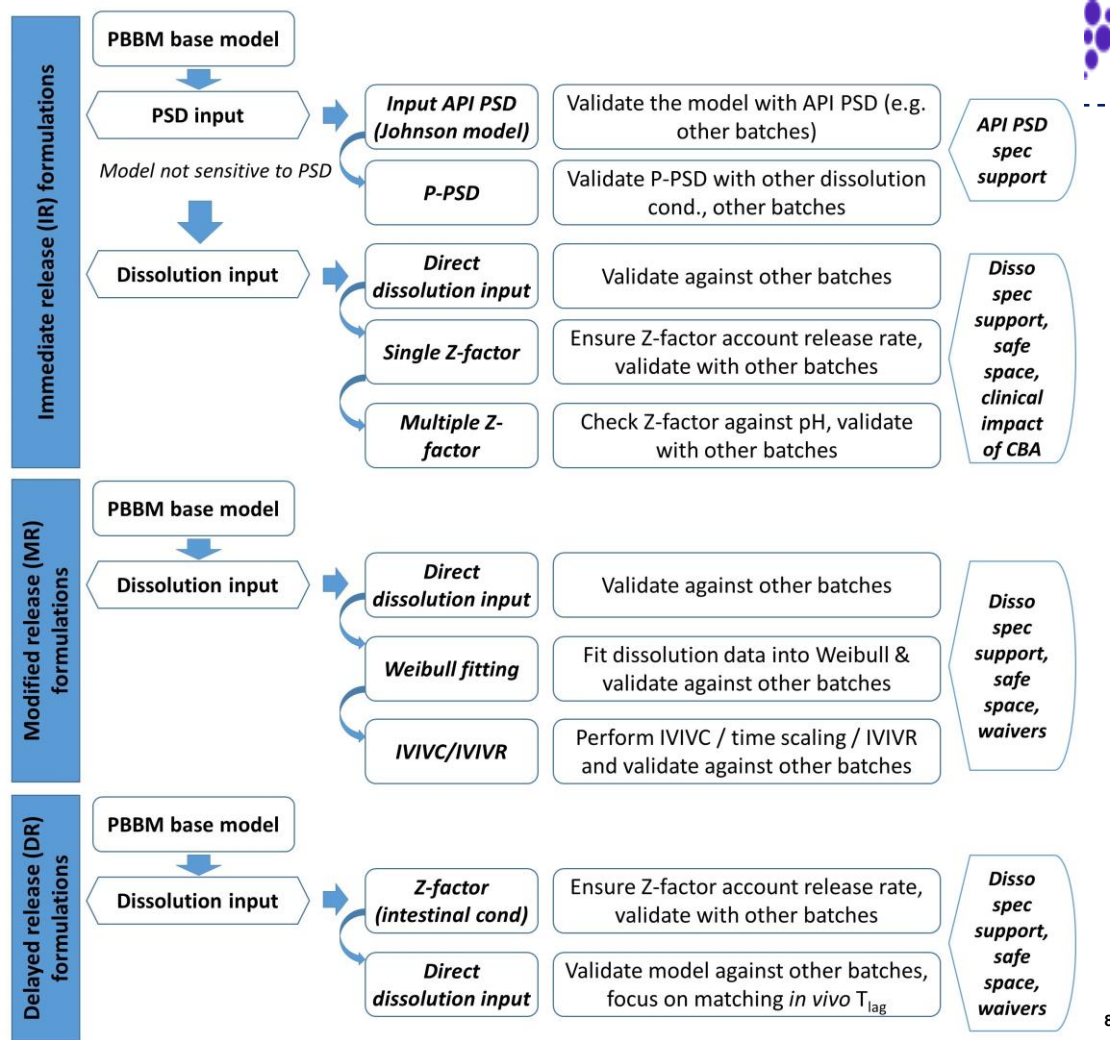 Immediate release (IR) formulations
PBBM base model
PSD input
Model not sensitive to PSD
Dissolution input
Input API PSD
(Johnson model)
Validate the model with API PSD (e.g.
other batches)
P-PSD
Validate P-PSD with other dissolution
cond., other batches
API PSD
spec
support
Direct
dissolution input
Validate against other batches
Single Z-factor
Ensure Z-factor account release rate,
validate with other batches
Multiple Z-
factor
Check Z-factor against pH, validate
with other batches
Disso
spec
support,
safe
space,
clinical
impact
of CBA
Modified release (MR)
formulations
PBBM base model
Dissolution input
Direct
dissolution input
Validate against other batches
Weibull fitting
Fit dissolution data into Weibull &
validate against other batches
IVIVC/IVIVR
Perform IVIVC / time scaling / IVIVR
and validate against other batches
Disso
spec
support,
safe
space,
waivers
Delayed release (DR)
formulations
PBBM base model
Dissolution input
Z-factor
(intestinal cond)
Ensure Z-factor account release rate,
validate with other batches
Direct
dissolution input
Validate model against other batches,
focus on matching in vivo Tlag
Disso
spec
support,
safe
space,
waivers
8